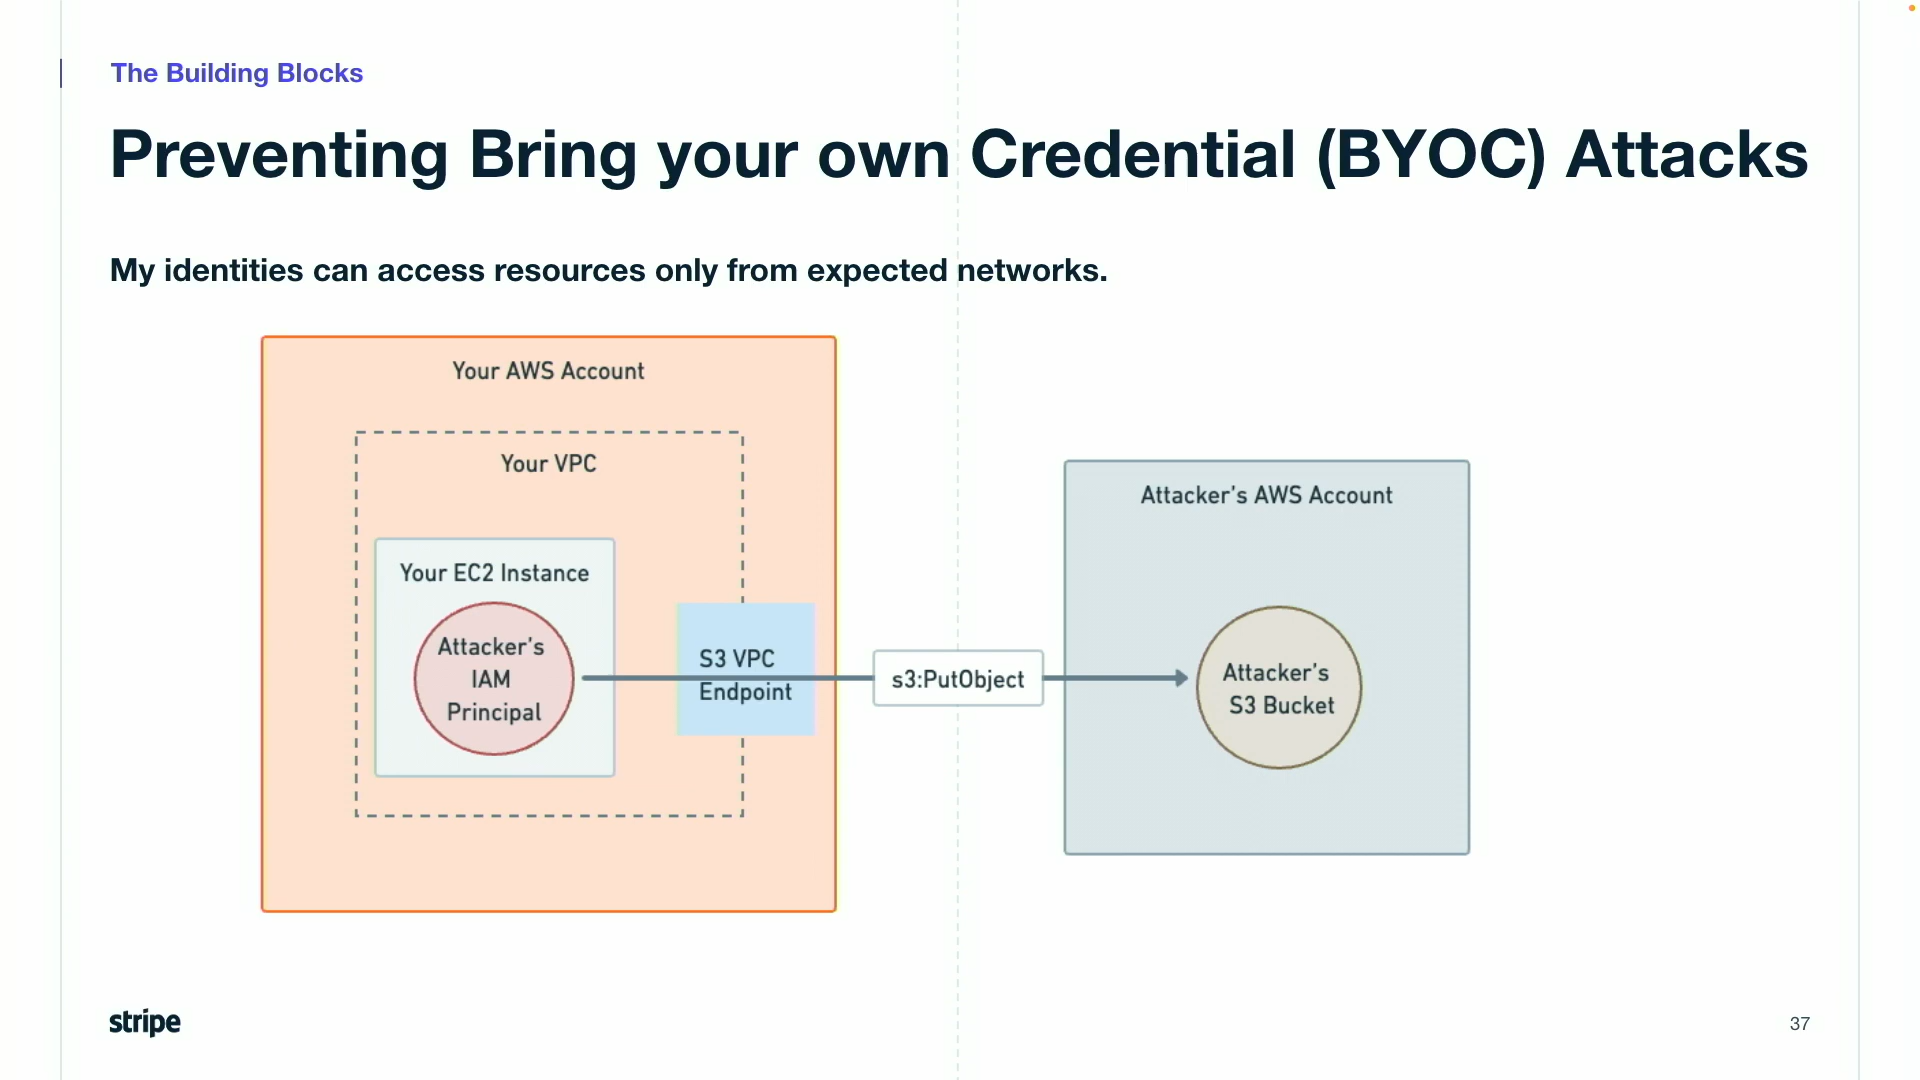 The Building Blocks
Preventing Bring your own Credential (BYOC) Attacks
My identities can access resources only from expected networks.
Your AWS Account
Your VPC
Your EC2 Instance
Attacker's
IAM
Principal
S3 VPC
Endpoint
s3:PutObject
Attacker's AWS Account
Attacker's
S3 Bucket
stripe
37